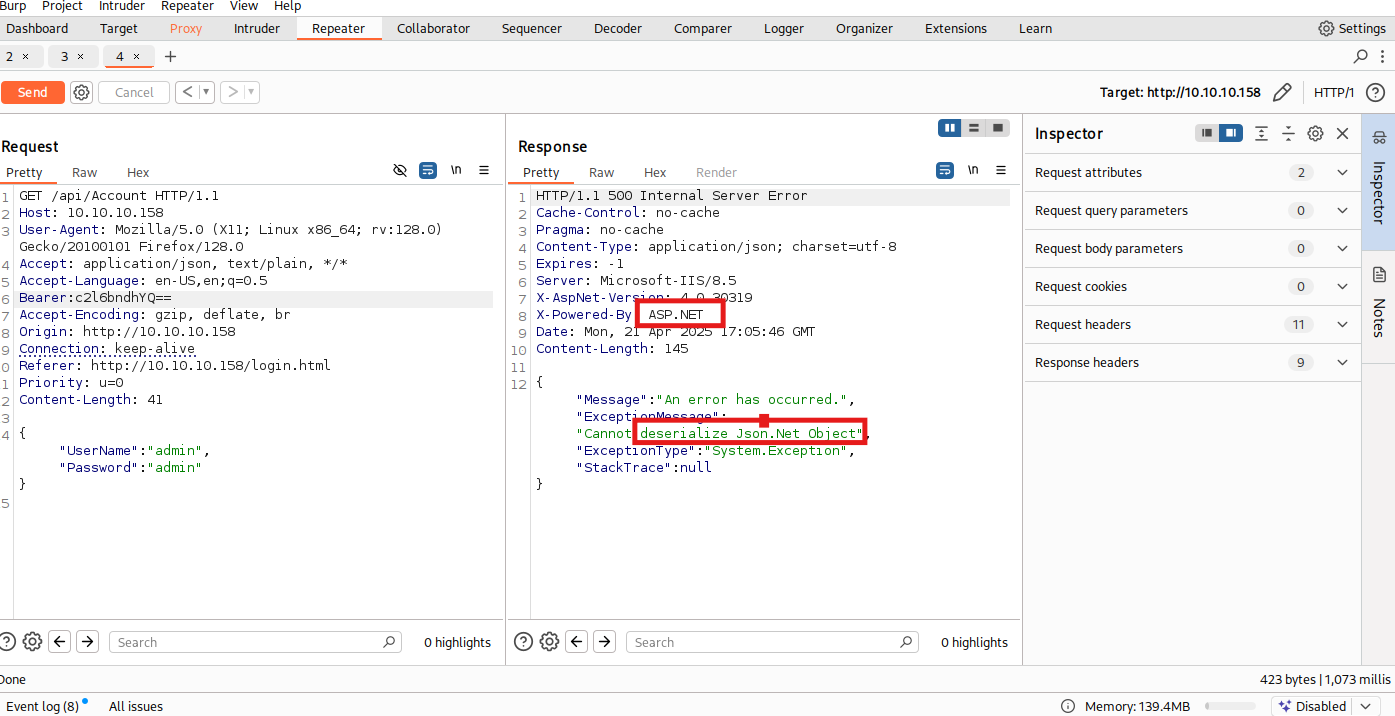 Burp Project Intruder Repeater View Help
Dashboard Target Proxy Intruder Repeater Collaborator Sequencer Decoder Comparer Logger Organizer Extensions Learn Settings
2 × 3 × 4 × +
Send Cancel < > Target: http://10.10.10.158 HTTP/1
Request
Pretty Raw Hex \n
1 GET /api/Account HTTP/1.1
2 Host: 10.10.10.158
3 User-Agent: Mozilla/5.0 (X11; Linux x86_64; rv:128.0)
Gecko/20100101 Firefox/128.0
4 Accept: application/json, text/plain, */*
5 Accept-Language: en-US,en;q=0.5
6 Bearer:c2l6bndhYQ==
7 Accept-Encoding: gzip, deflate, br
8 Origin: http://10.10.10.158
9 Connection: keep-alive
0 Referer: http://10.10.10.158/login.html
1 Priority: u=0
2 Content-Length: 41
3
4 {
"UserName":"admin",
"Password":"admin"
}
5
Response
Pretty Raw Hex Render \n
1 HTTP/1.1 500 Internal Server Error
2 Cache-Control: no-cache
3 Pragma: no-cache
4 Content-Type: application/json; charset=utf-8
5 Expires: -1
6 Server: Microsoft-IIS/8.5
7 X-AspNet-Version: 4.0.30319
8 X-Powered-By: ASP.NET
9 Date: Mon, 21 Apr 2025 17:05:46 GMT
10 Content-Length: 145
11
12 {
"Message":"An error has occurred.",
"ExceptionMessage":
"Cannot deserialize Json.Net Object",
"ExceptionType":"System.Exception",
"StackTrace":null
}
Inspector
Request attributes 2
Request query parameters 0
Request body parameters 0
Request cookies 0
Request headers 11
Response headers 9
Inspector
Notes
Search 0 highlights
Search 0 highlights
Done 423 bytes | 1,073 millis
Event log (8) All issues Memory: 139.4MB Disabled